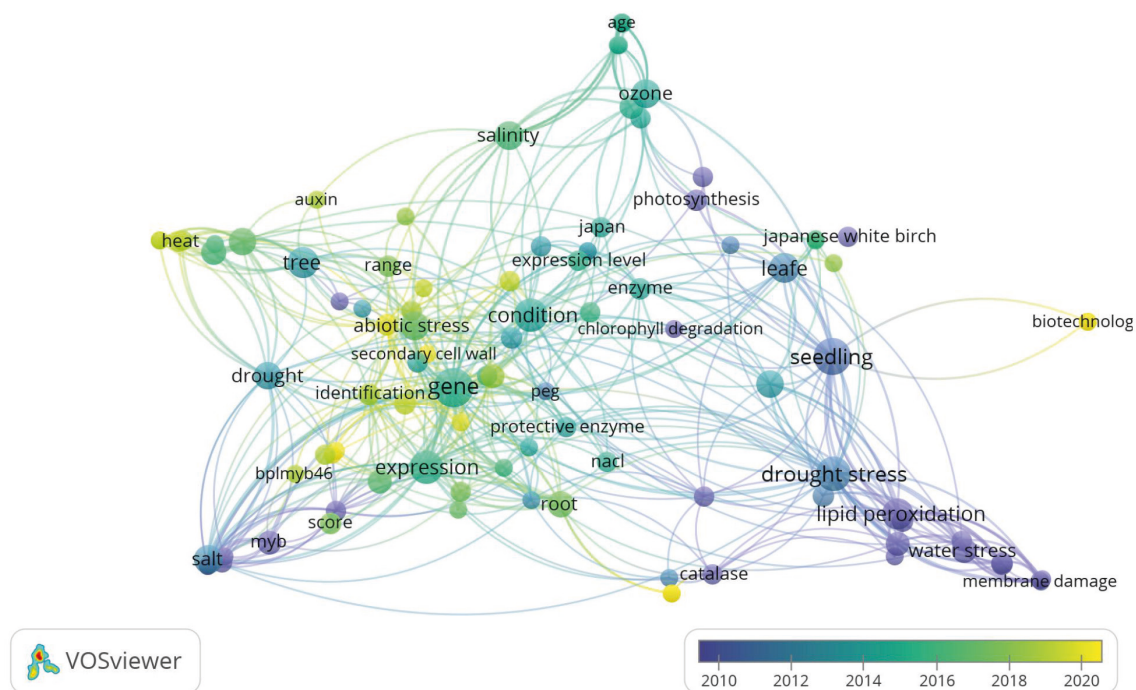 age
ozone
salinity
auxin
photosynthesis
heat
japan
japanese white birch
tree
range
expression level
leafe
enzyme
condition
biotechnolog
abiotic stress
chlorophyll degradation
secondary cell wall
seedling
drought
gene
identification
peg
protective enzyme
expression
nacl
bplmyb46
drought stress
root
lipid peroxidation
score
myb
water stress
salt
catalase
membrane damage
VOSviewer
2010 2012 2014 2016 2018 2020